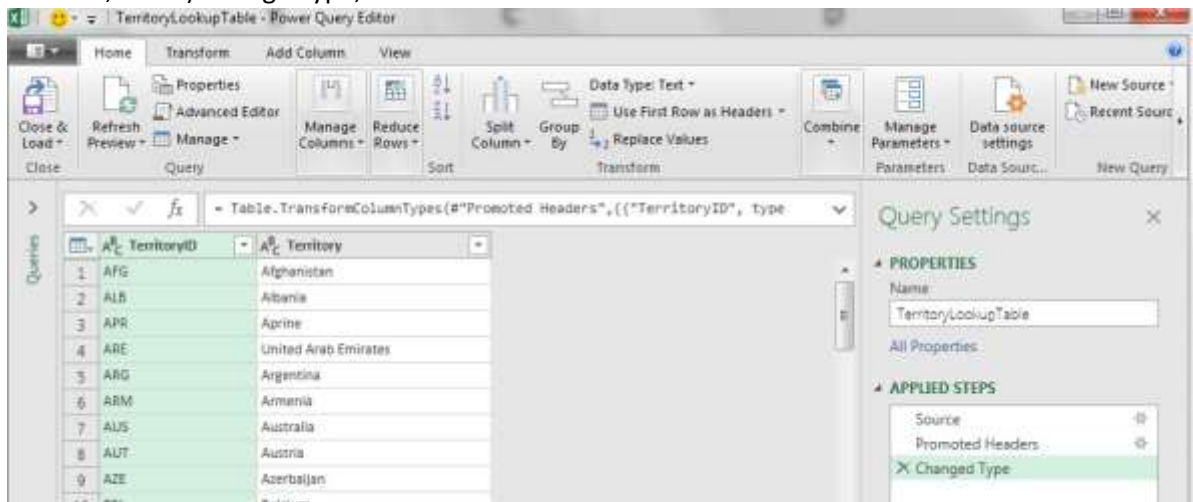 TerritoryLookupTable - Power Query Editor
Home Transform Add Column View
Close & Load
Refresh Preview
Properties
Advanced Editor
Manage
Manage Columns
Reduce Rows
Split Column
Group By
Data Type: Text
Use First Row as Headers
Replace Values
Combine
Manage Parameters
Data source settings
New Source
Recent Sourc
Close Query Sort Transform Parameters Data Sourc... New Query
Queries
fx = Table.TransformColumnTypes(#"Promoted Headers",{{"TerritoryID", type
ABC TerritoryID ABC Territory
1 AFG Afghanistan
2 ALB Albania
3 APR Aprine
4 ARE United Arab Emirates
5 ARG Argentina
6 ARM Armenia
7 AUS Australia
8 AUT Austria
9 AZE Azerbaijan
Query Settings
PROPERTIES
Name
TerritoryLookupTable
All Properties
APPLIED STEPS
Source
Promoted Headers
Changed Type